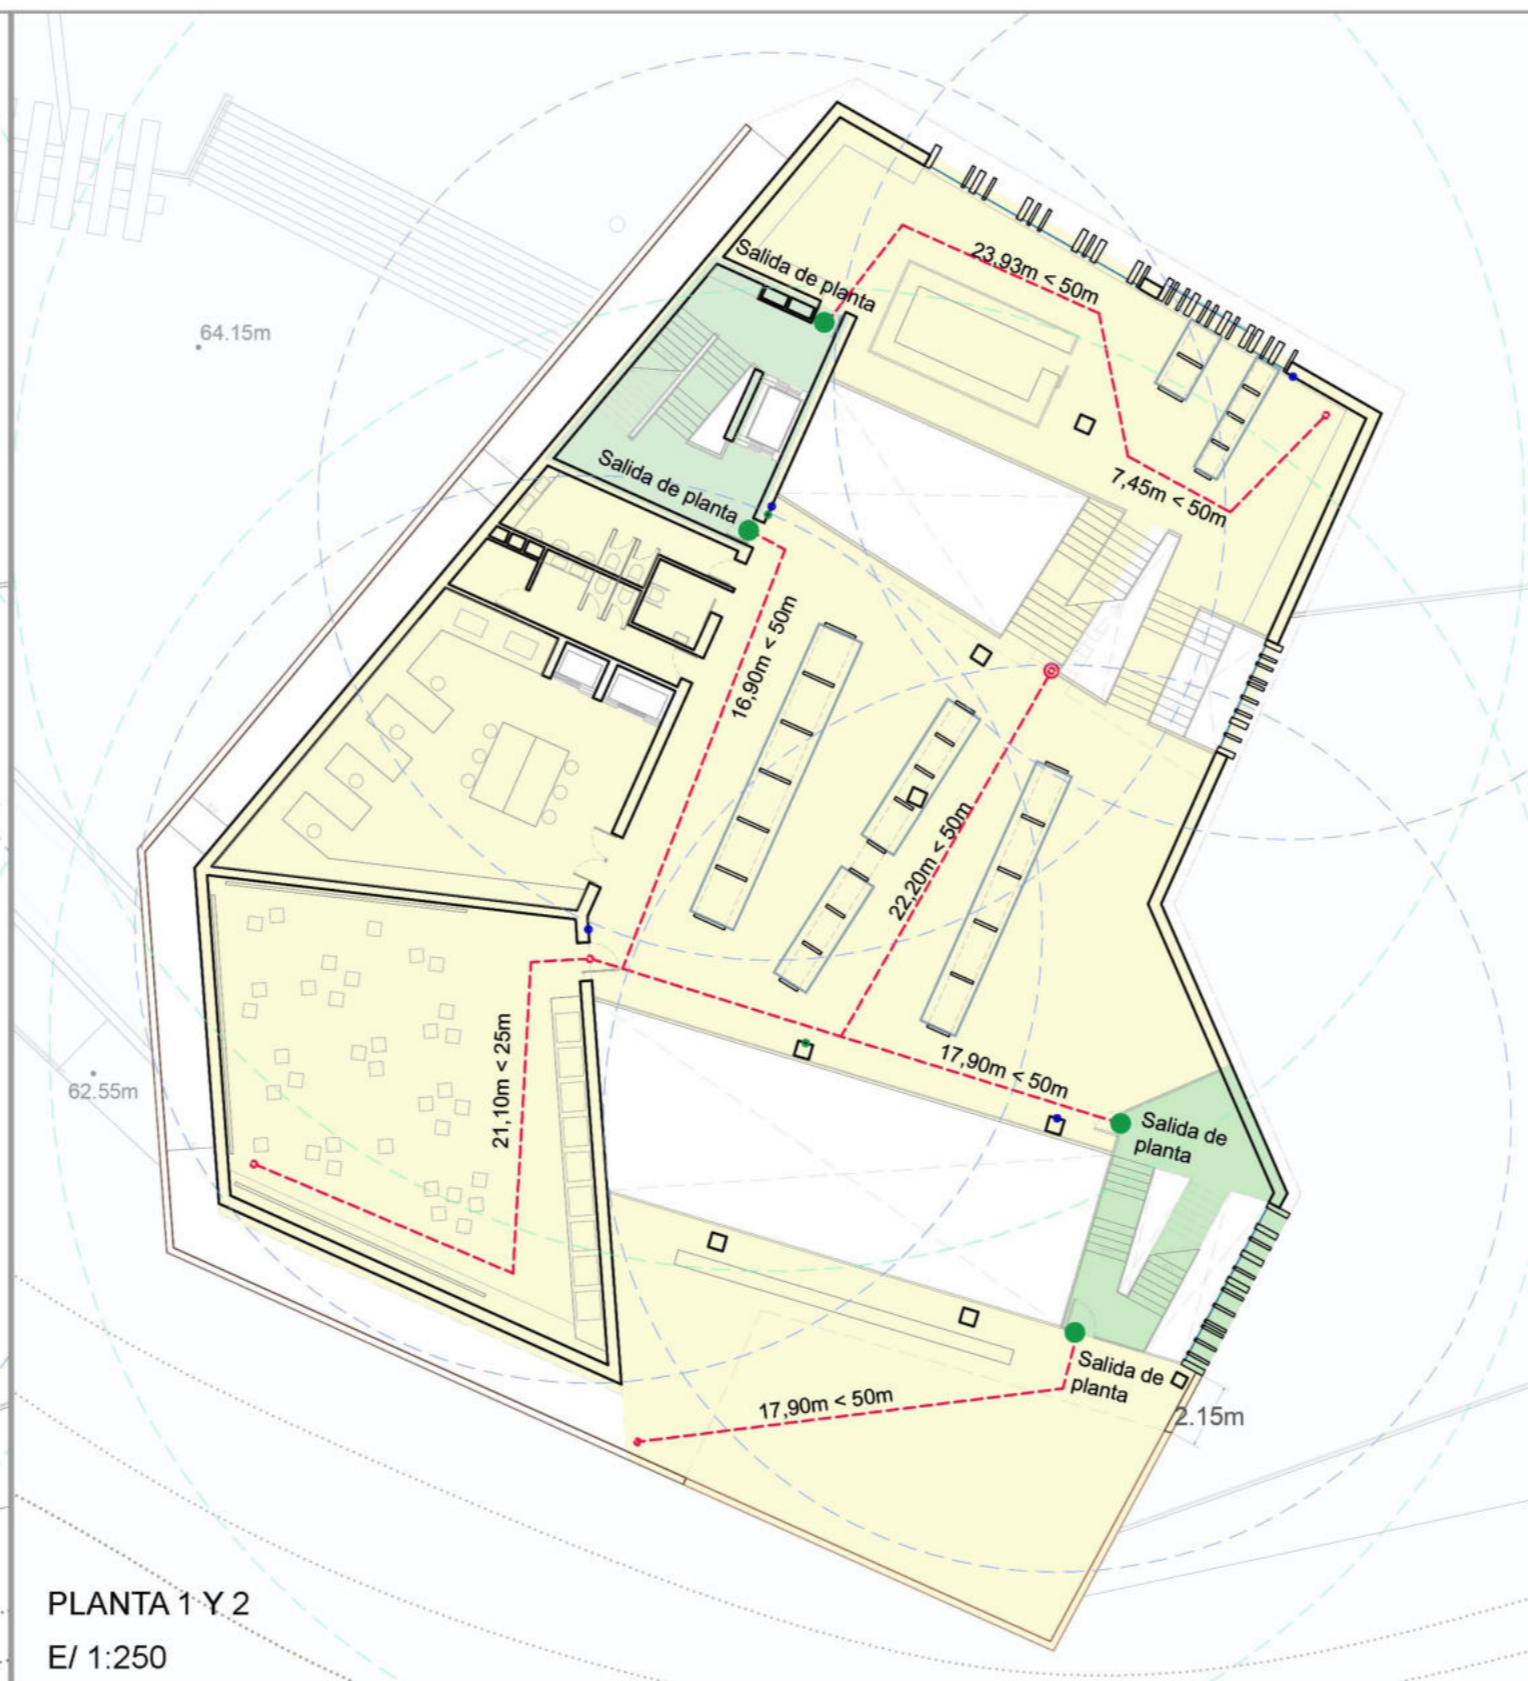 Salida de planta
23,93m < 50m
64.15m
Salida de planta
7,45m < 50m
16,90m < 50m
22,20m < 50m
21,10m < 25m
17,90m < 50m
62.55m
Salida de
planta
Salida de
planta
17,90m < 50m
2.15m
PLANTA 1 Y 2
E/ 1:250